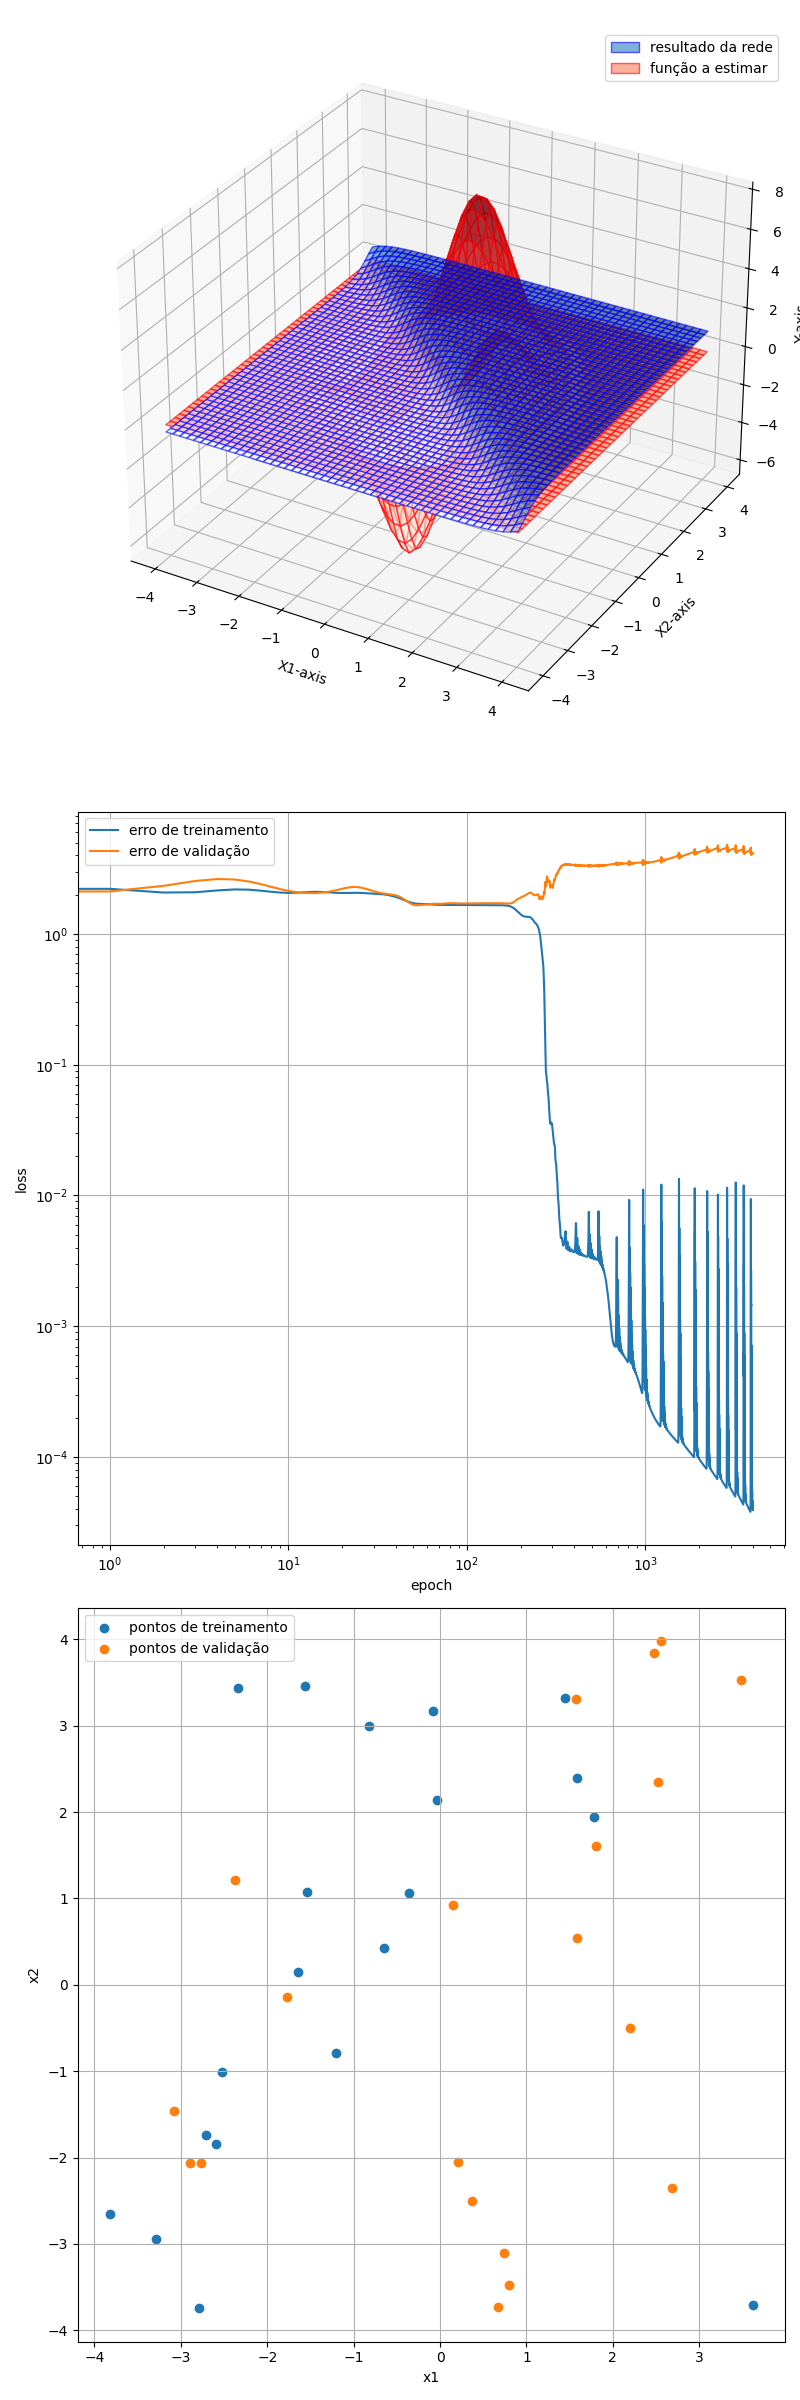 resultado da rede
função a estimar
8
6
4
2
0
−2
−4
−6
−4
−3
−2
−1
0
1
2
3
4
X1-axis
−4
−3
−2
−1
0
1
2
3
4
X2-axis
erro de treinamento
erro de validação
10^0
10^-1
10^-2
10^-3
10^-4
loss
10^0 10^1 10^2 10^3
epoch
pontos de treinamento
pontos de validação
4
3
2
1
0
−1
−2
−3
−4
x2
−4 −3 −2 −1 0 1 2 3
x1